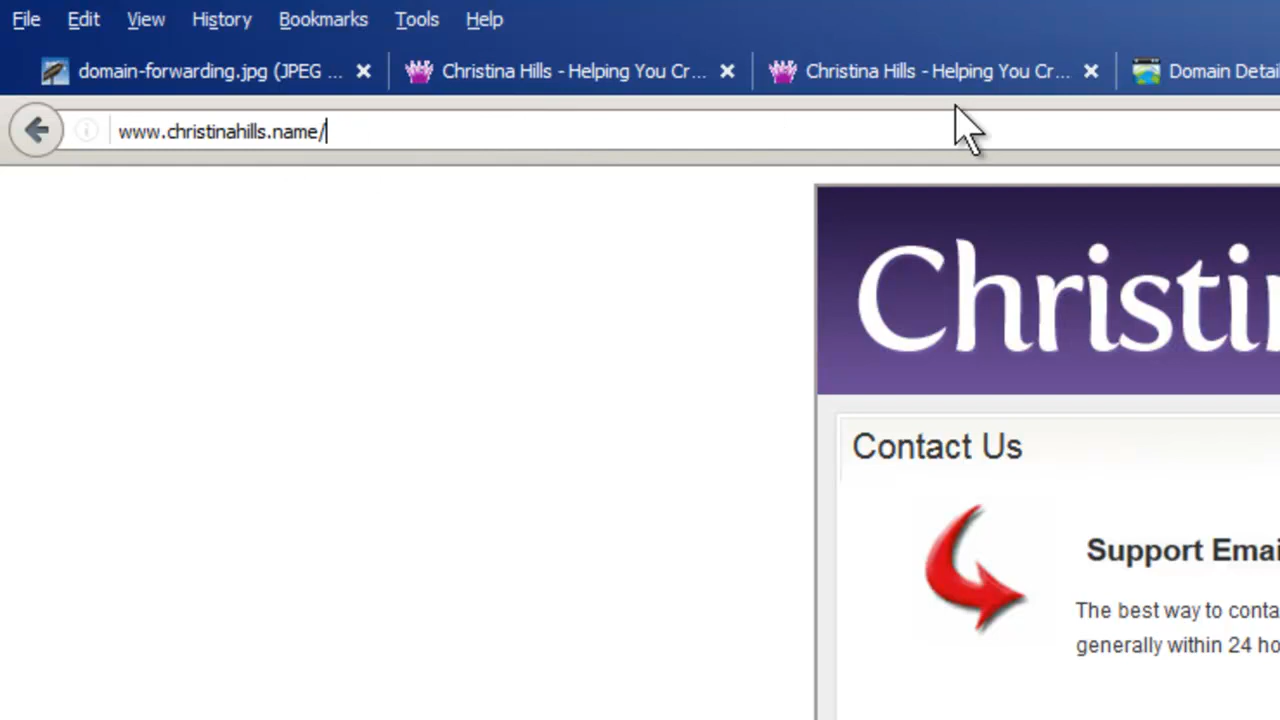 File Edit View History Bookmarks Tools Help
domain-forwarding.jpg (JPEG ... Christina Hills - Helping You Cr... Christina Hills - Helping You Cr... Domain Detai
www.christinahills.name/
Christin
Contact Us
Support Emai
The best way to conta
generally within 24 ho